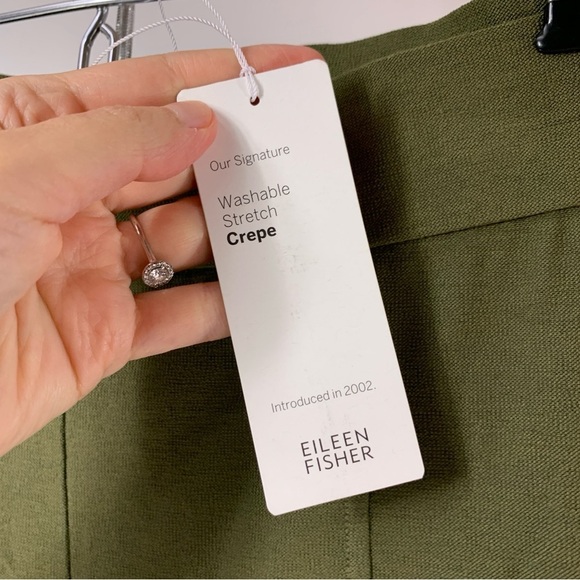 Our Signature
Washable
Stretch
Crepe
Introduced in 2002.
EILEEN
FISHER